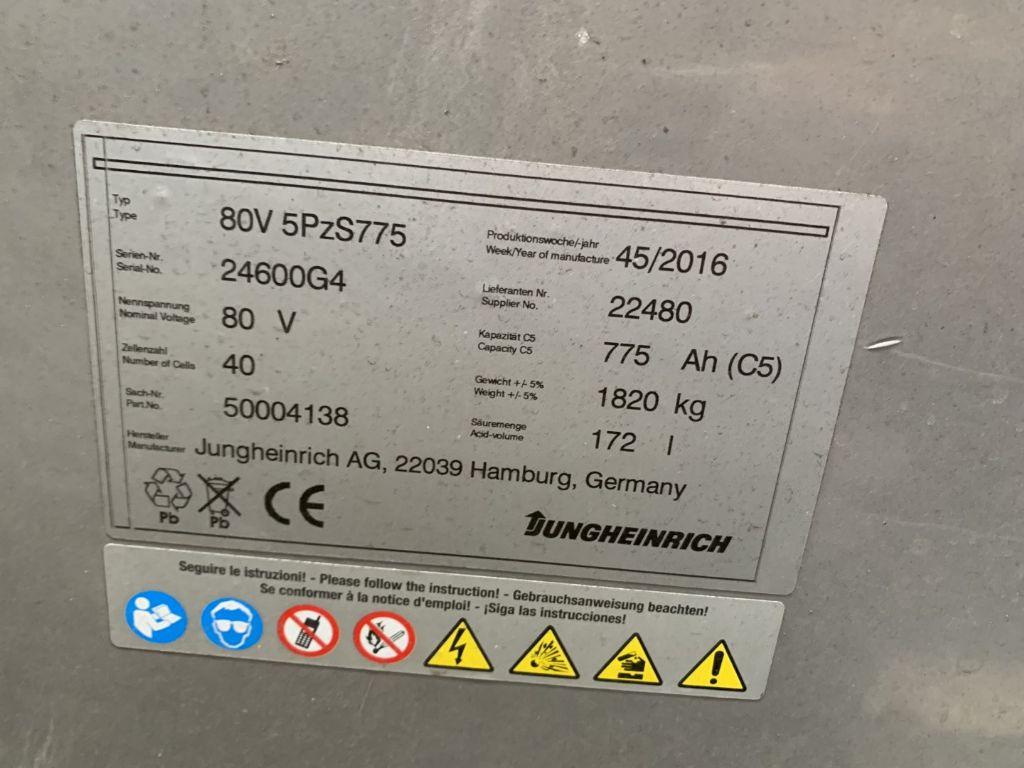 Typ
Type
80V 5PzS775
Produktionswoche/-jahr
Week/Year of manufacture
45/2016
Serien-Nr.
Serial-No.
24600G4
Lieferanten Nr.
Supplier No.
22480
Nennspannung
Nominal Voltage
80 V
Kapazität C5
Capacity C5
775 Ah (C5)
Zellenzahl
Number of Cells
40
Gewicht +/- 5%
Weight +/- 5%
1820 kg
Sach-Nr.
Part.No.
50004138
Säuremenge
Acid-volume
172 l
Hersteller
Manufacturer
Jungheinrich AG, 22039 Hamburg, Germany
Pb
Pb
CE
JUNGHEINRICH
Seguire le istruzioni! - Please follow the instruction! - Gebrauchsanweisung beachten!
Se conformer à la notice d'emploi! - ¡Siga las instrucciones!